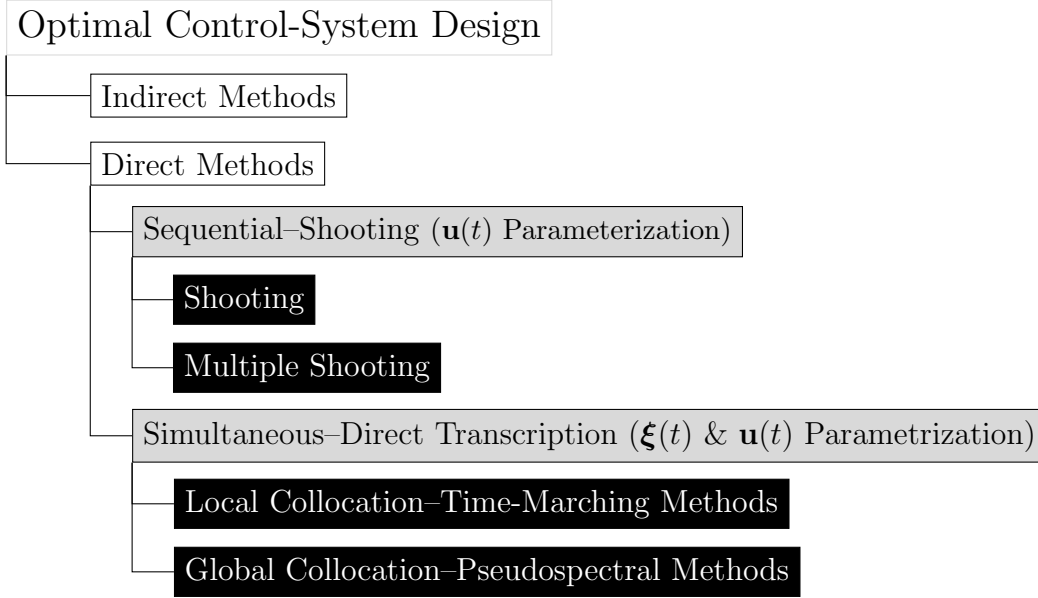 Optimal Control-System Design
Indirect Methods
Direct Methods
Sequential–Shooting (𝐮(t) Parameterization)
Shooting
Multiple Shooting
Simultaneous–Direct Transcription (𝝃(t) & 𝐮(t) Parametrization)
Local Collocation–Time-Marching Methods
Global Collocation–Pseudospectral Methods